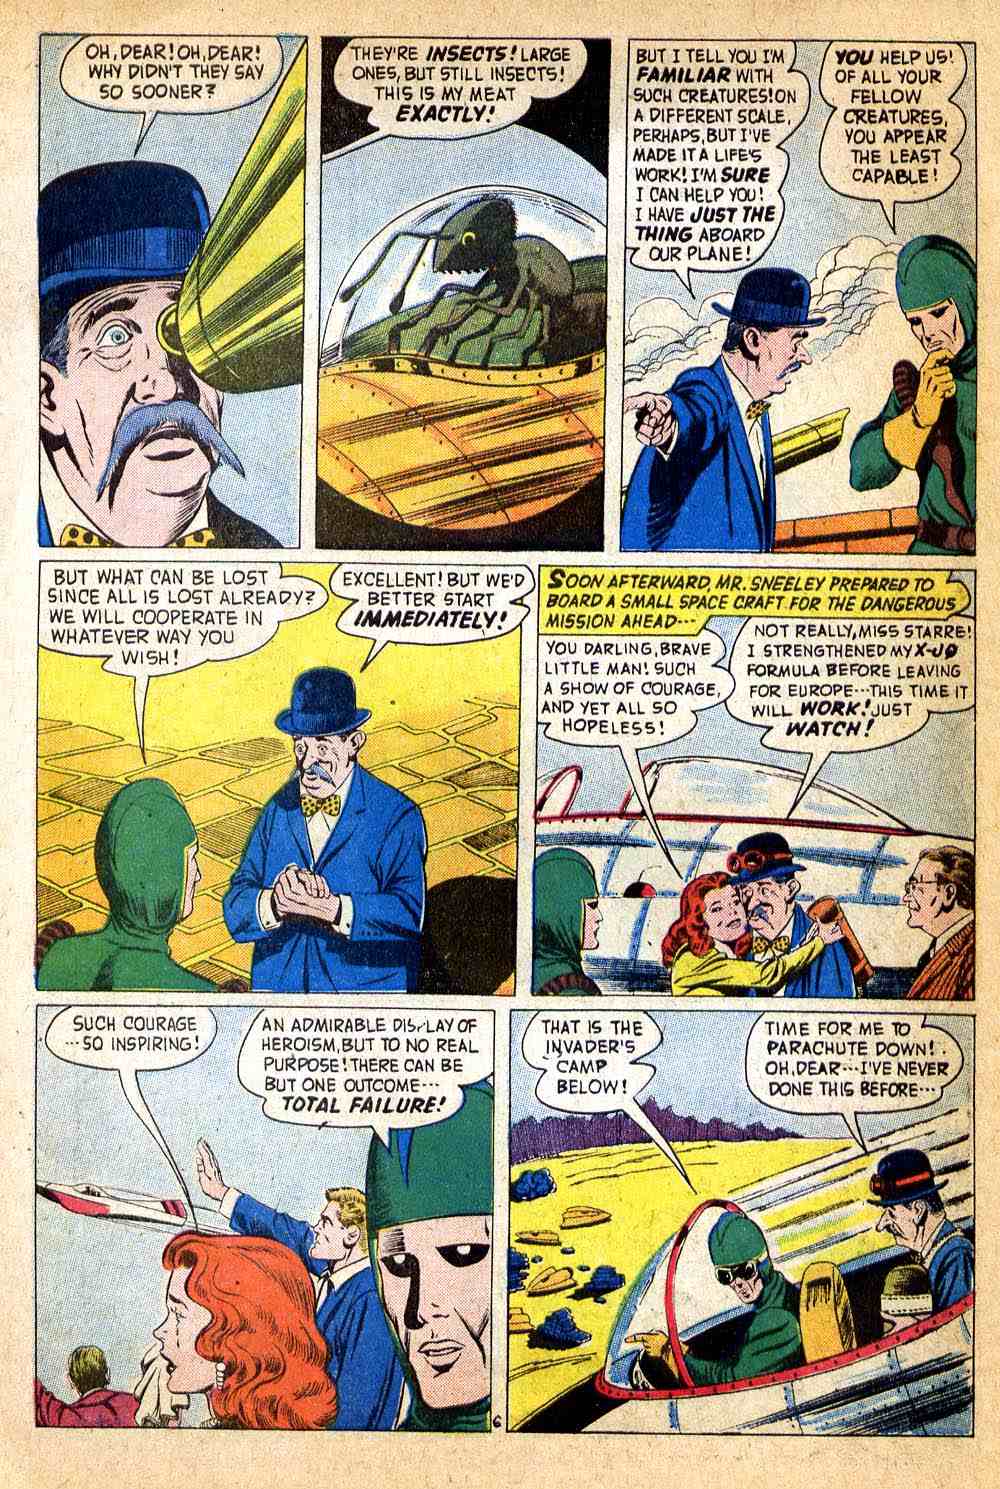 OH, DEAR! OH, DEAR!
WHY DIDN'T THEY SAY
SO SOONER?
THEY'RE INSECTS! LARGE
ONES, BUT STILL INSECTS!
THIS IS MY MEAT
EXACTLY!
BUT I TELL YOU I'M
FAMILIAR WITH
SUCH CREATURES! ON
A DIFFERENT SCALE,
PERHAPS, BUT I'VE
MADE IT A LIFE'S
WORK! I'M SURE
I CAN HELP YOU!
I HAVE JUST THE
THING ABOARD
OUR PLANE!
YOU HELP US!
OF ALL YOUR
FELLOW
CREATURES,
YOU APPEAR
THE LEAST
CAPABLE!
BUT WHAT CAN BE LOST
SINCE ALL IS LOST ALREADY?
WE WILL COOPERATE IN
WHATEVER WAY YOU
WISH!
EXCELLENT! BUT WE'D
BETTER START
IMMEDIATELY!
SOON AFTERWARD, MR. SNEELEY PREPARED TO
BOARD A SMALL SPACE CRAFT FOR THE DANGEROUS
MISSION AHEAD---
YOU DARLING, BRAVE
LITTLE MAN! SUCH
A SHOW OF COURAGE,
AND YET ALL SO
HOPELESS!
NOT REALLY, MISS STARRE!
I STRENGTHENED MY X-JO
FORMULA BEFORE LEAVING
FOR EUROPE---THIS TIME IT
WILL WORK! JUST
WATCH!
SUCH COURAGE
---SO INSPIRING!
AN ADMIRABLE DISPLAY OF
HEROISM, BUT TO NO REAL
PURPOSE! THERE CAN BE
BUT ONE OUTCOME---
TOTAL FAILURE!
6
THAT IS THE
INVADER'S
CAMP
BELOW!
TIME FOR ME TO
PARACHUTE DOWN!
OH, DEAR---I'VE NEVER
DONE THIS BEFORE---